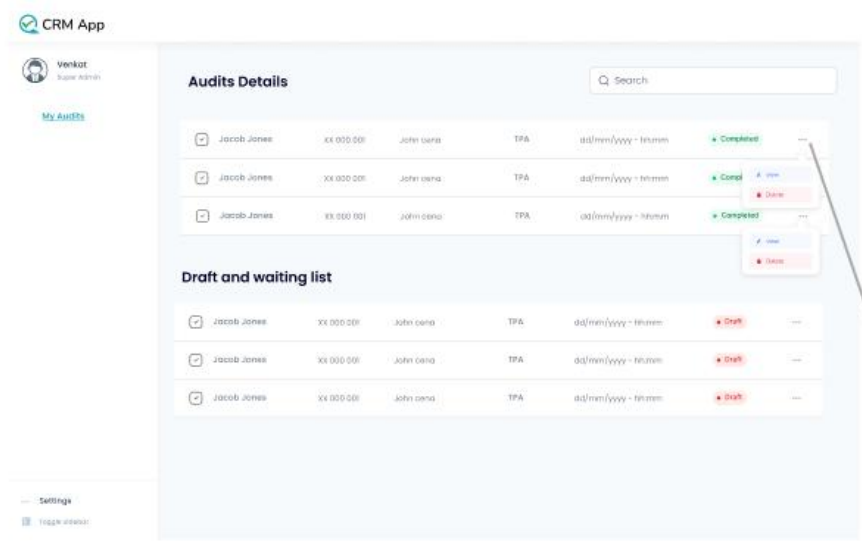 CRM App
Venkat
Super Admin
My Audits
Audits Details
Search
Jacob Jones XX 000 001 John cena TPA dd/mm/yyyy - hh:mm Completed
Jacob Jones XX 000 001 John cena TPA dd/mm/yyyy - hh:mm Compl
View
Delete
Jacob Jones XX 000 001 John cena TPA dd/mm/yyyy - hh:mm Completed
View
Delete
Draft and waiting list
Jacob Jones XX 000 001 John cena TPA dd/mm/yyyy - hh:mm Draft
Jacob Jones XX 000 001 John cena TPA dd/mm/yyyy - hh:mm Draft
Jacob Jones XX 000 001 John cena TPA dd/mm/yyyy - hh:mm Draft
Settings
Toggle sidebar